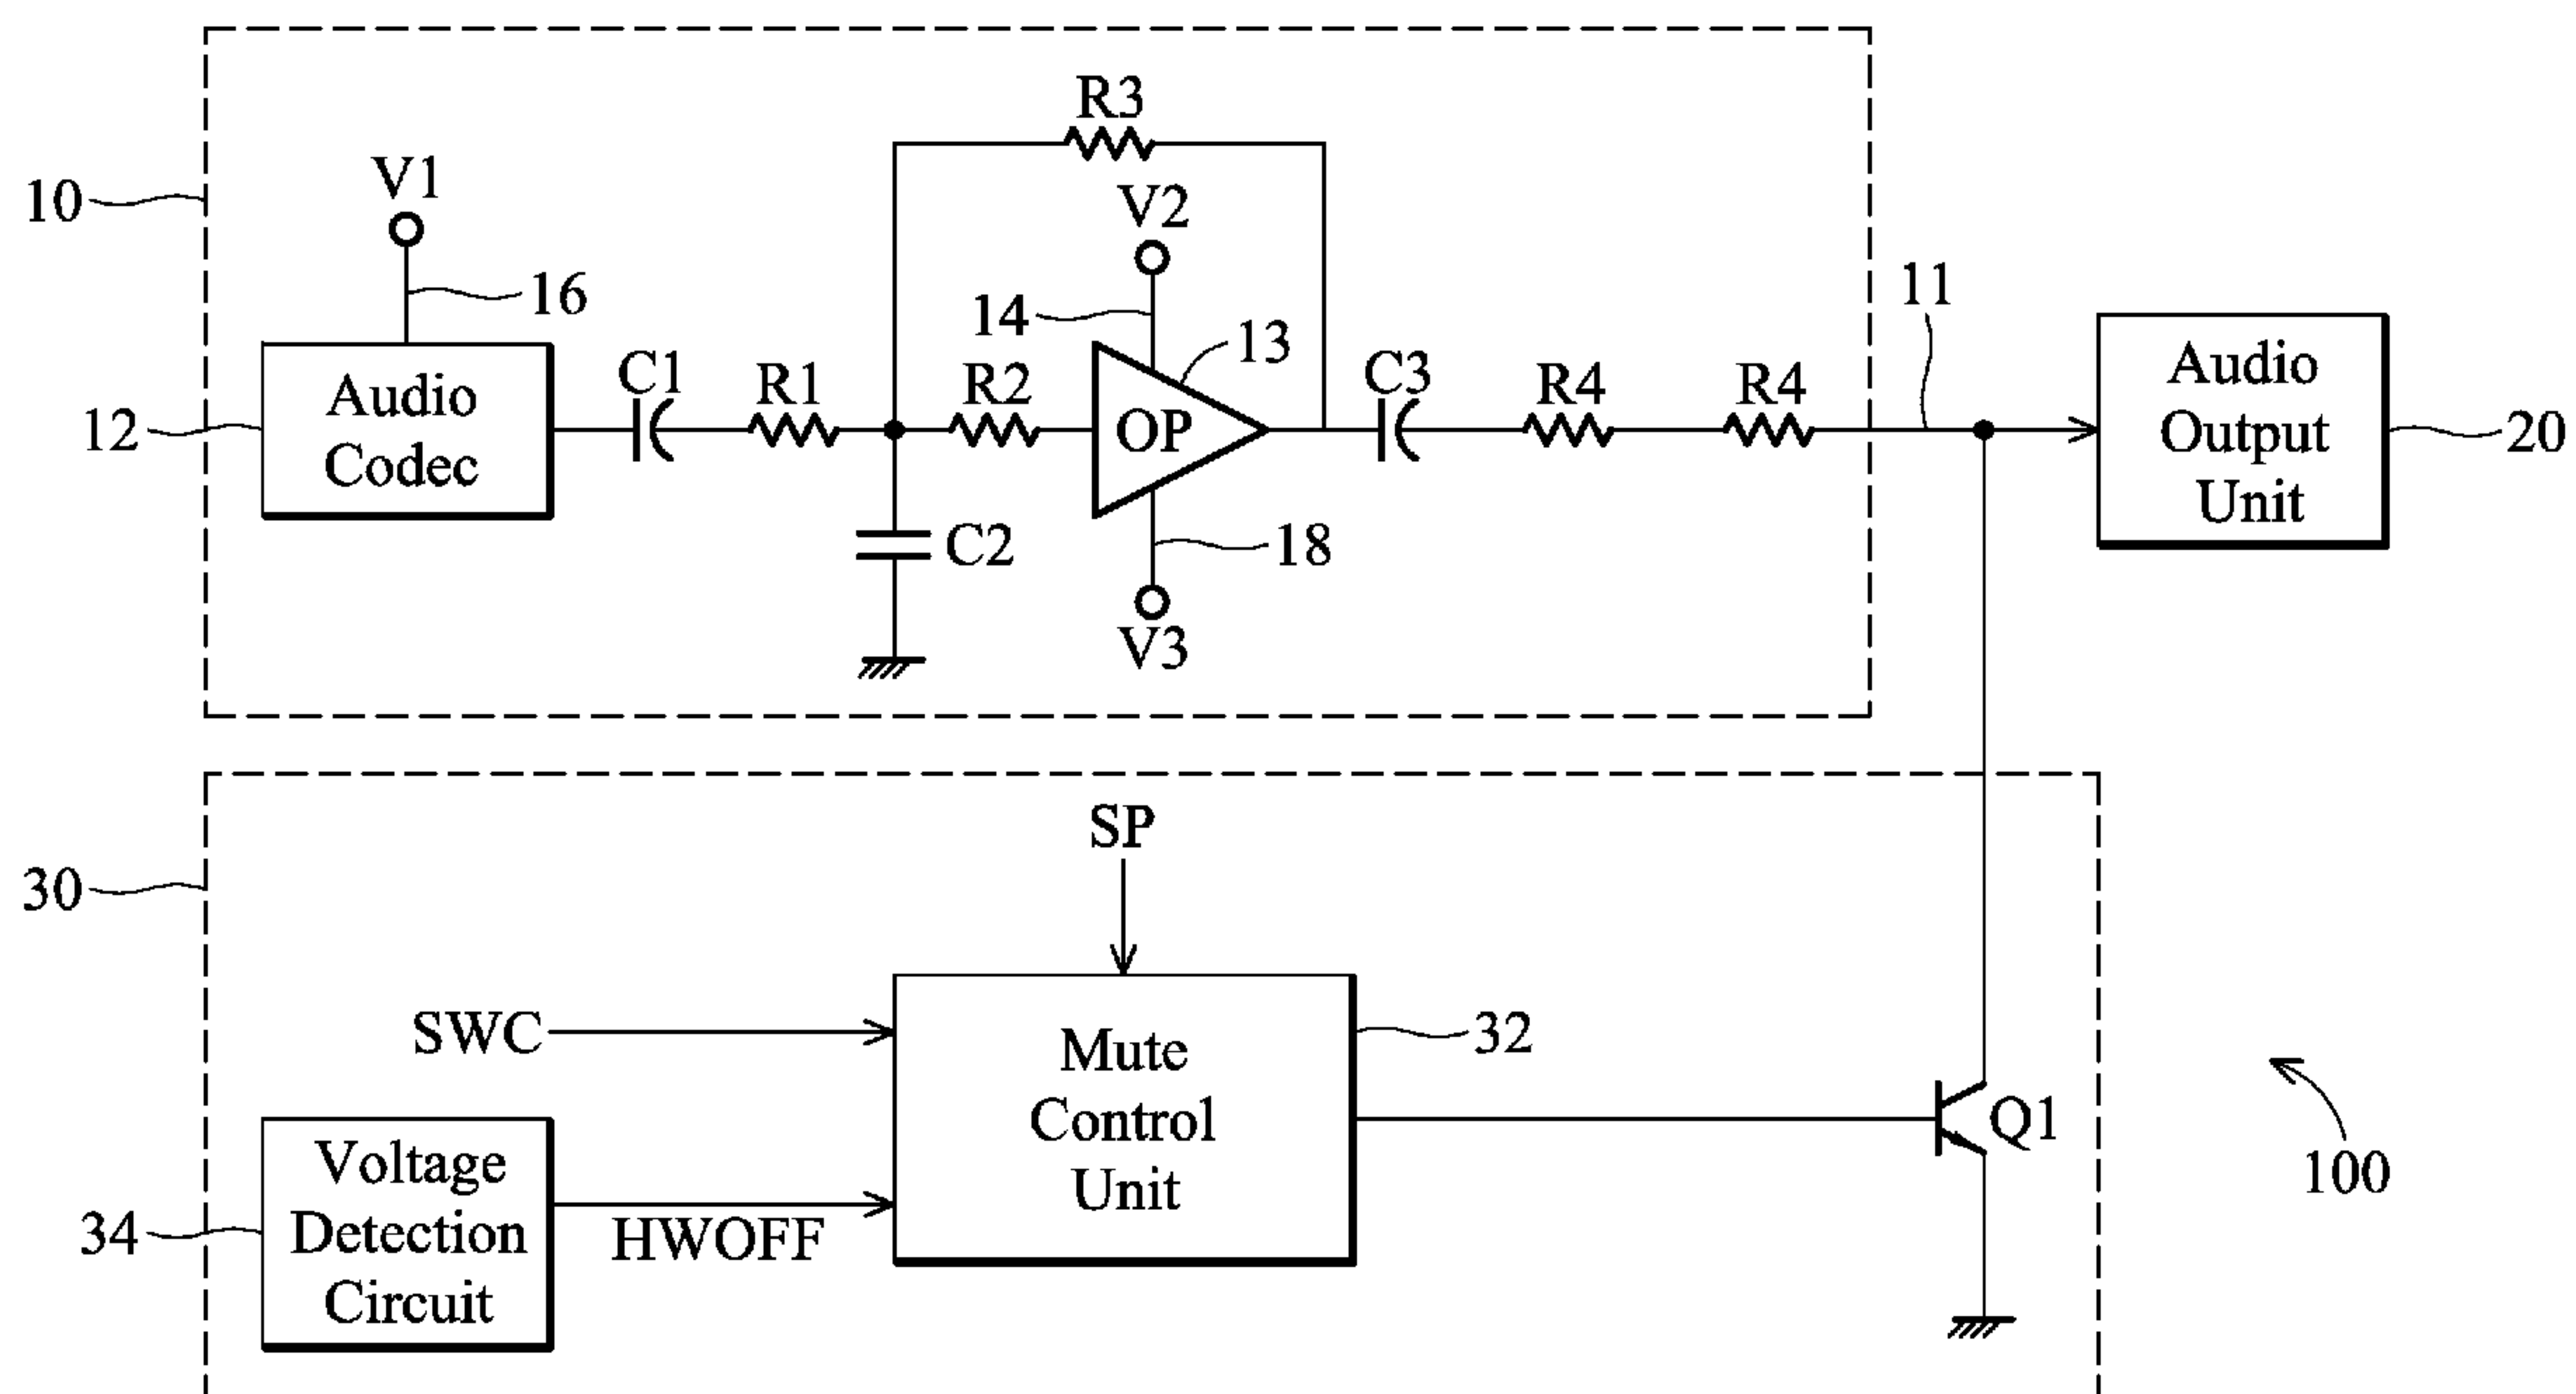 R3
10
V1
V2
16
14
13
11
Audio
Codec
12
C1
R1
R2
OP
C3
R4
R4
Audio
Output
Unit
20
C2
18
V3
30
SP
SWC
Mute
Control
Unit
32
Voltage
Detection
Circuit
34
HWOFF
Q1
100